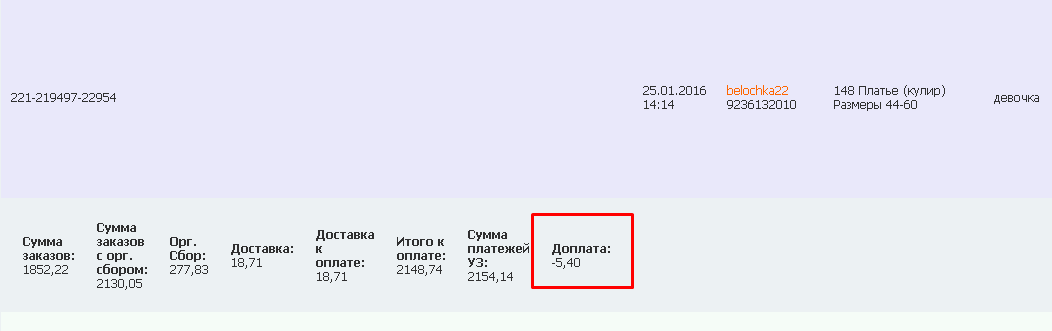 221-219497-22954
25.01.2016
14:14
belochka22
9236132010
148 Платье (кулир)
Размеры 44-60
девочка
Сумма
заказов:
1852,22
Сумма
заказов
с орг.
сбором:
2130,05
Орг.
Сбор:
277,83
Доставка:
18,71
Доставка
к
оплате:
18,71
Итого к
оплате:
2148,74
Сумма
платежей
УЗ:
2154,14
Доплата:
-5,40